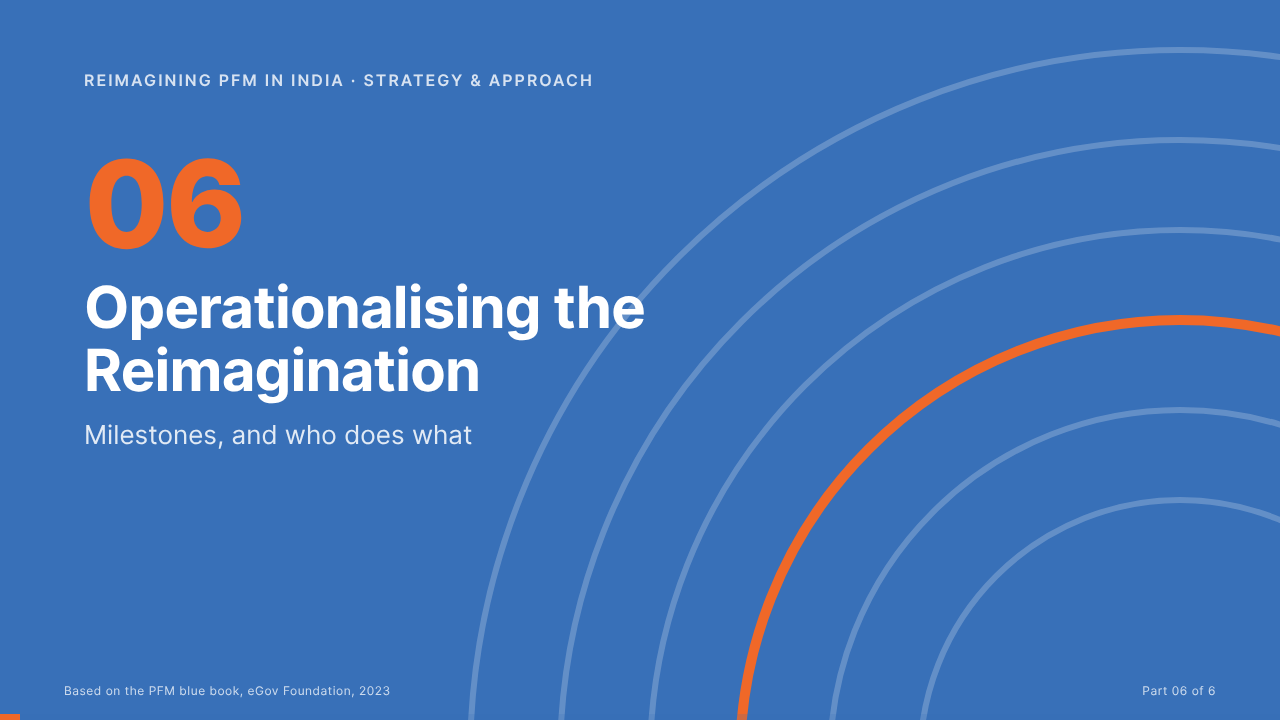 REIMAGINING PFM IN INDIA · STRATEGY & APPROACH
06
Operationalising the
Reimagination
Milestones, and who does what
Based on the PFM blue book, eGov Foundation, 2023
Part 06 of 6